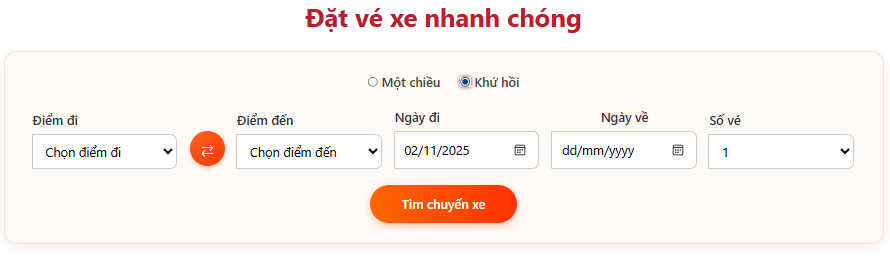 Đặt vé xe nhanh chóng
Một chiều Khứ hồi
Điểm đi Điểm đến Ngày đi Ngày về Số vé
Chọn điểm đi Chọn điểm đến 02/11/2025 dd/mm/yyyy 1
Tìm chuyến xe